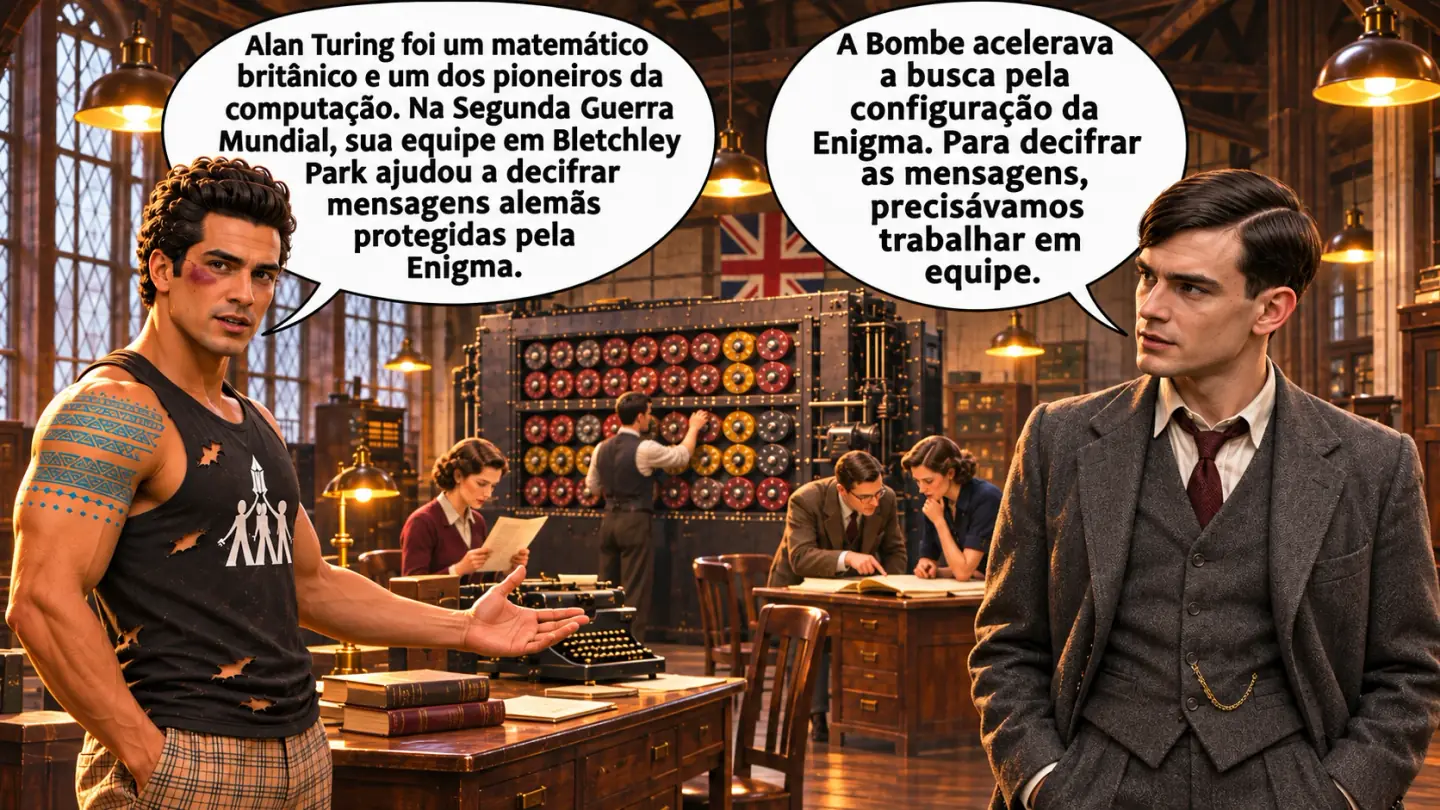 Alan Turing foi um matemático
britânico e um dos pioneiros da
computação. Na Segunda Guerra
Mundial, sua equipe em Bletchley
Park ajudou a decifrar
mensagens alemãs
protegidas pela
Enigma.
A Bombe acelerava
a busca pela
configuração da
Enigma. Para decifrar
as mensagens,
precisávamos
trabalhar em
equipe.